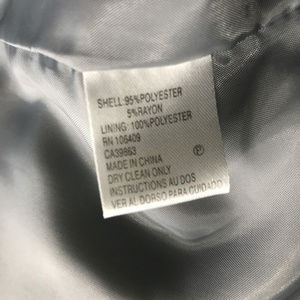 SHELL:95%POLYESTER
5%RAYON
LINING: 100%POLYESTER
RN 106409
CA39863
MADE IN CHINA
DRY CLEAN ONLY
INSTRUCTIONS AU DOS
VER AL DORSO PARA CUIDADO
P